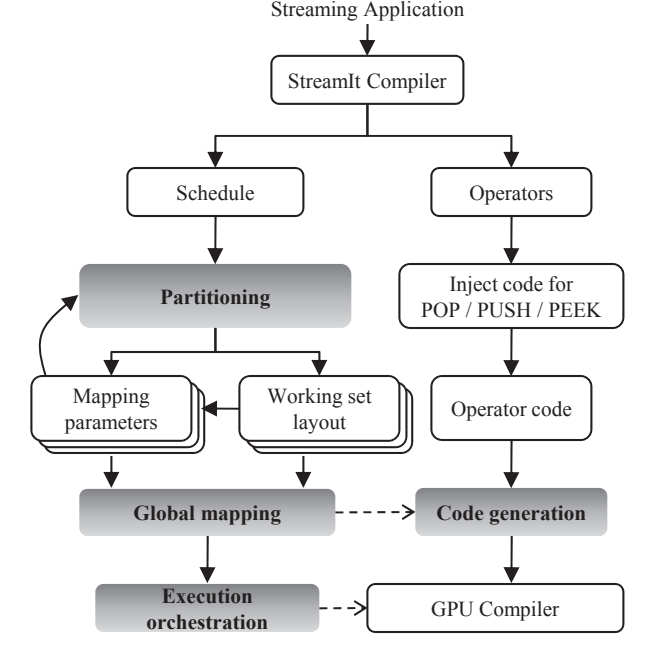 Streaming Application
StreamIt Compiler
Schedule
Operators
Partitioning
Inject code for
POP / PUSH / PEEK
Mapping
parameters
Working set
layout
Operator code
Global mapping
Code generation
Execution
orchestration
GPU Compiler